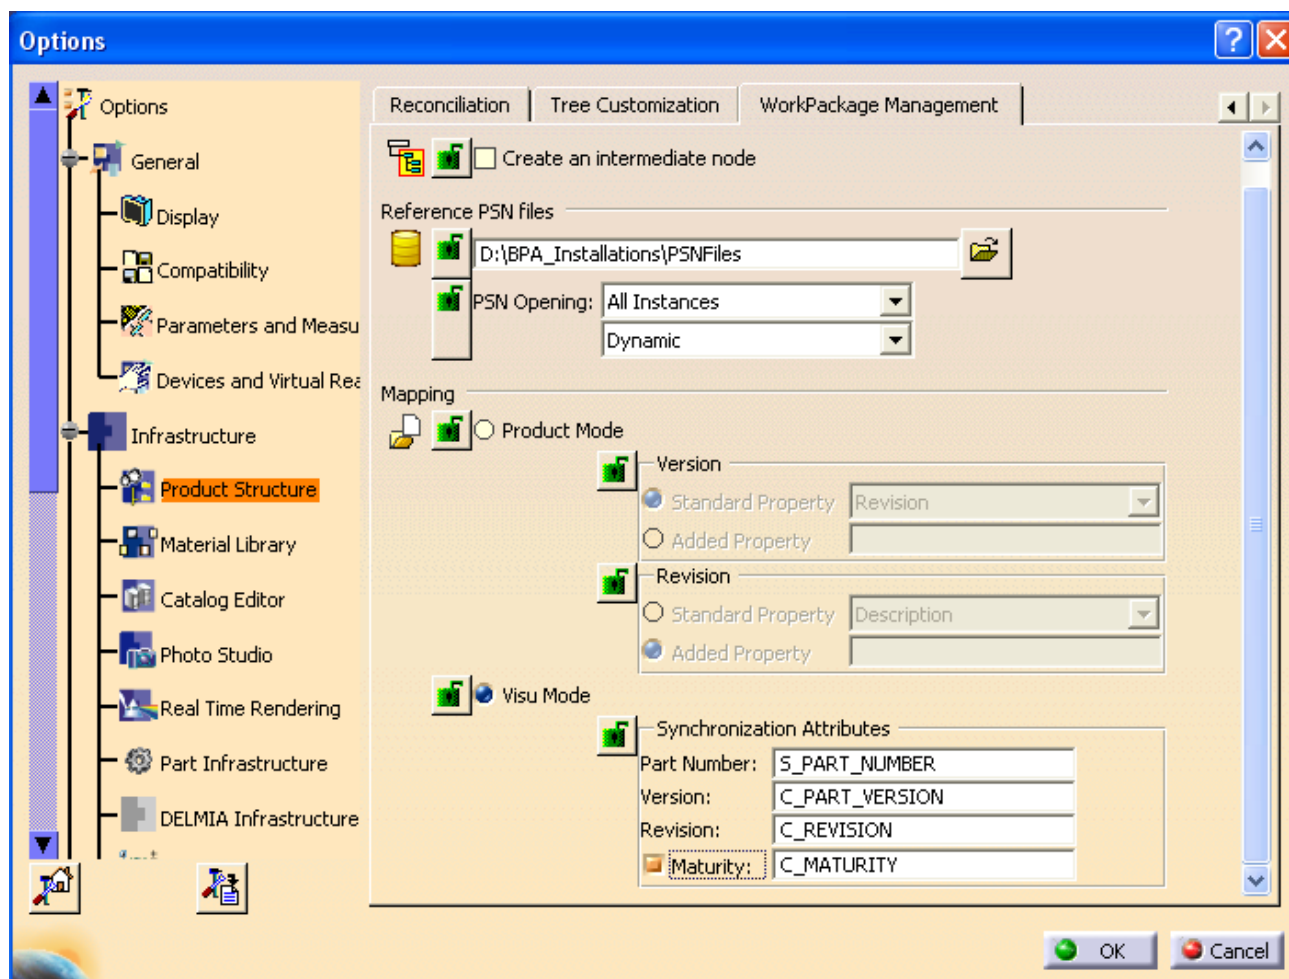 Options
Options
General
Display
Compatibility
Parameters and Measu
Devices and Virtual Rea
Infrastructure
Product Structure
Material Library
Catalog Editor
Photo Studio
Real Time Rendering
Part Infrastructure
DELMIA Infrastructure
Reconciliation Tree Customization WorkPackage Management
Create an intermediate node
Reference PSN files
D:\BPA_Installations\PSNFiles
PSN Opening: All Instances
Dynamic
Mapping
Product Mode
Version
Standard Property Revision
Added Property
Revision
Standard Property Description
Added Property
Visu Mode
Synchronization Attributes
Part Number: S_PART_NUMBER
Version: C_PART_VERSION
Revision: C_REVISION
Maturity: C_MATURITY
OK Cancel